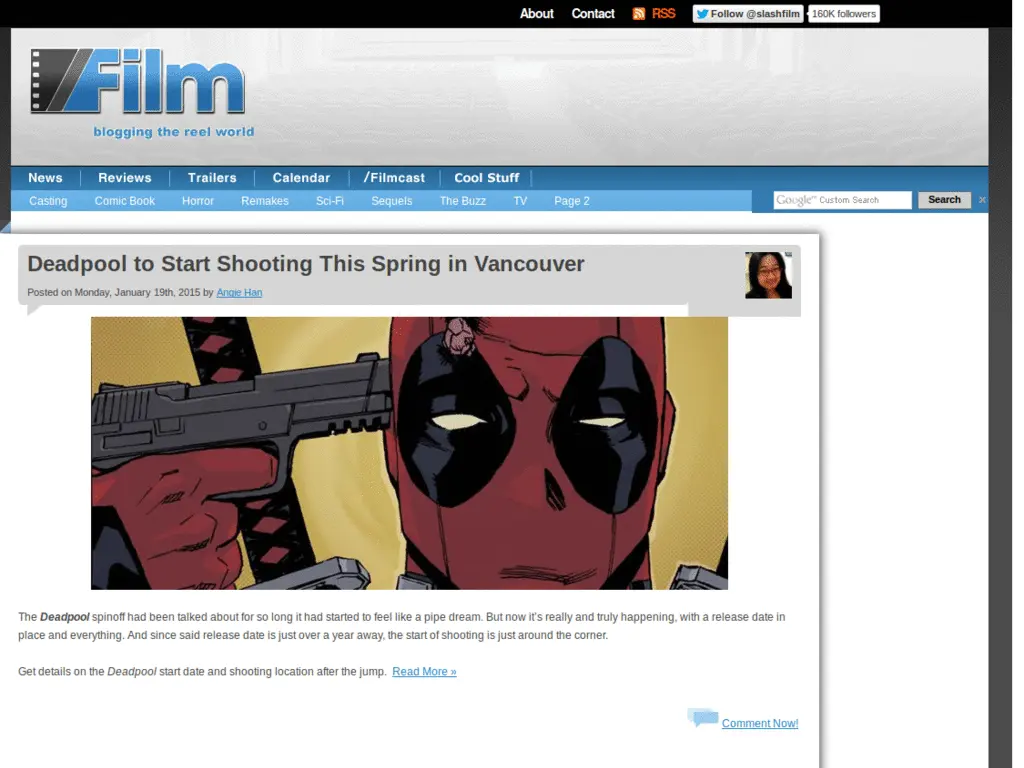 About Contact RSS Follow @slashfilm 160K followers
/Film
blogging the reel world
News Reviews Trailers Calendar /Filmcast Cool Stuff
Casting Comic Book Horror Remakes Sci-Fi Sequels The Buzz TV Page 2 Google™ Custom Search Search ×
Deadpool to Start Shooting This Spring in Vancouver
Posted on Monday, January 19th, 2015 by Angie Han
The Deadpool spinoff had been talked about for so long it had started to feel like a pipe dream. But now it's really and truly happening, with a release date in
place and everything. And since said release date is just over a year away, the start of shooting is just around the corner.
Get details on the Deadpool start date and shooting location after the jump. Read More »
Comment Now!